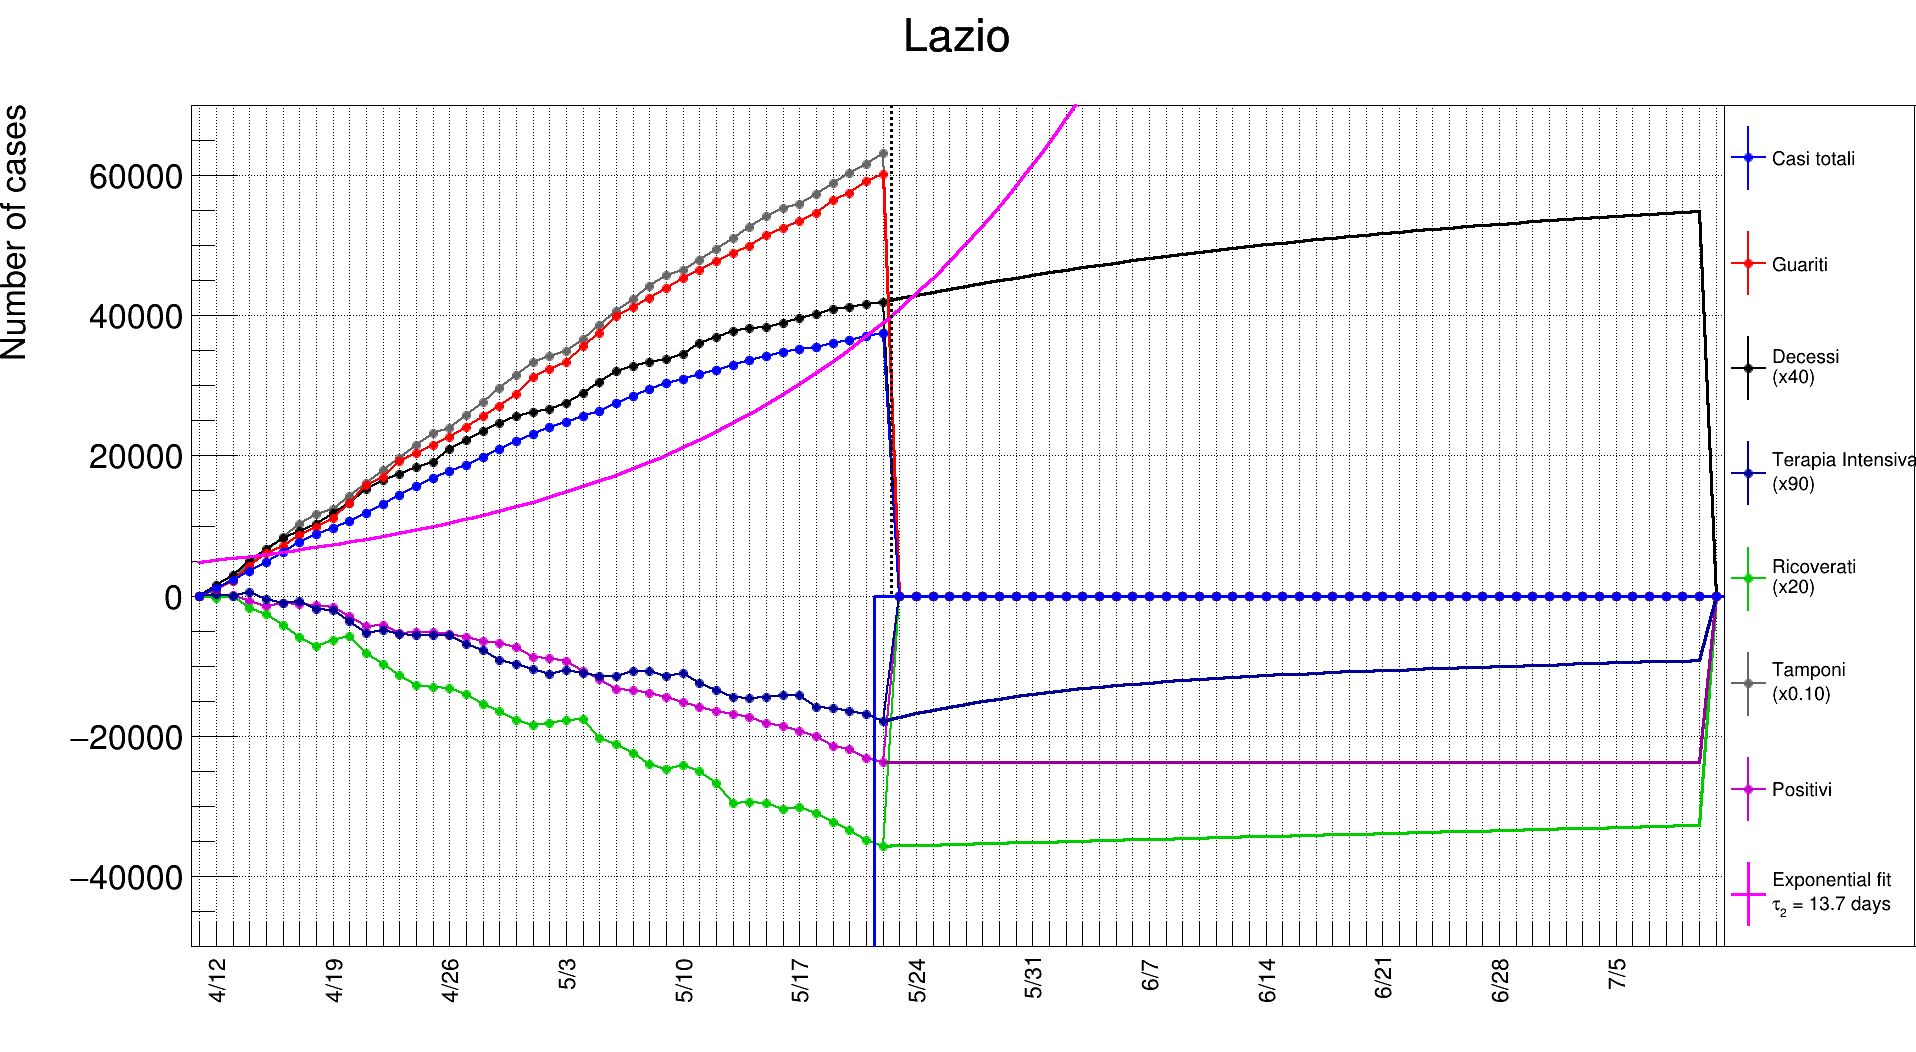 Lazio
Number of cases
60000
40000
20000
0
−20000
−40000
4/12
4/19
4/26
5/3
5/10
5/17
5/24
5/31
6/7
6/14
6/21
6/28
7/5
Casi totali
Guariti
Decessi
(x40)
Terapia Intensiva
(x90)
Ricoverati
(x20)
Tamponi
(x0.10)
Positivi
Exponential fit
τ₂ = 13.7 days